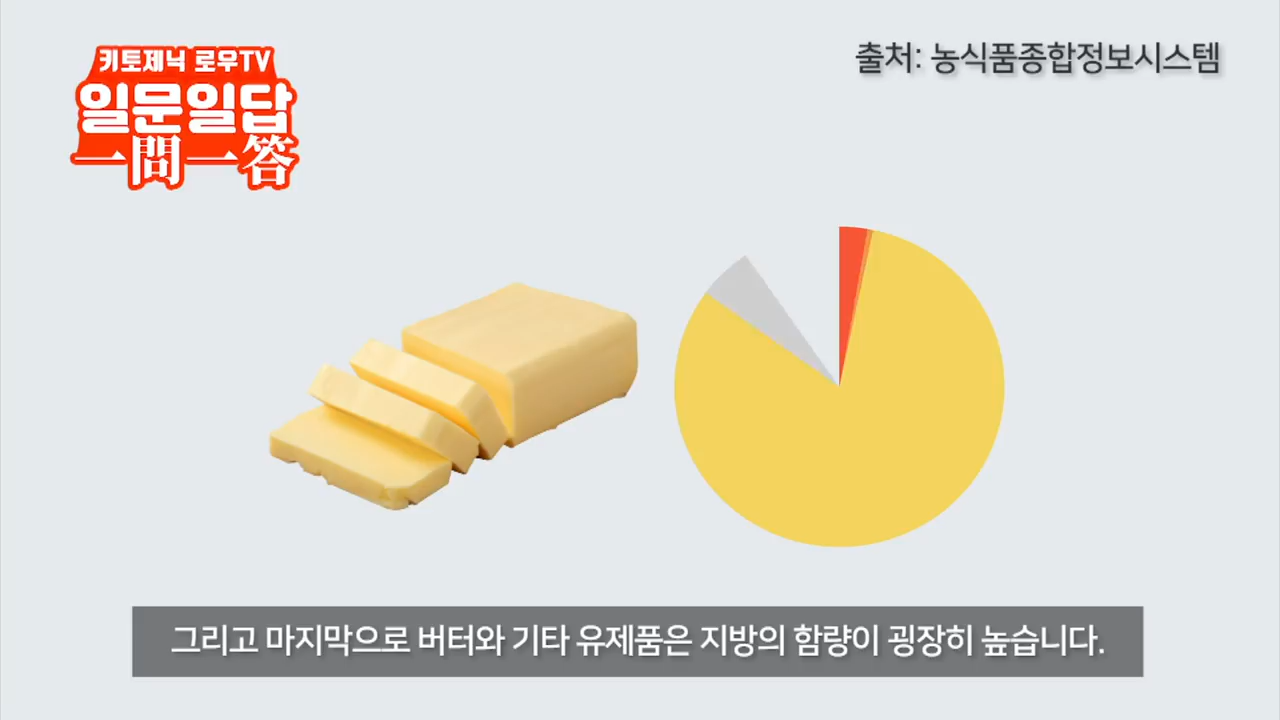 키토제닉 로우TV
일문일답
一問一答
출처: 농식품종합정보시스템
그리고 마지막으로 버터와 기타 유제품은 지방의 함량이 굉장히 높습니다.